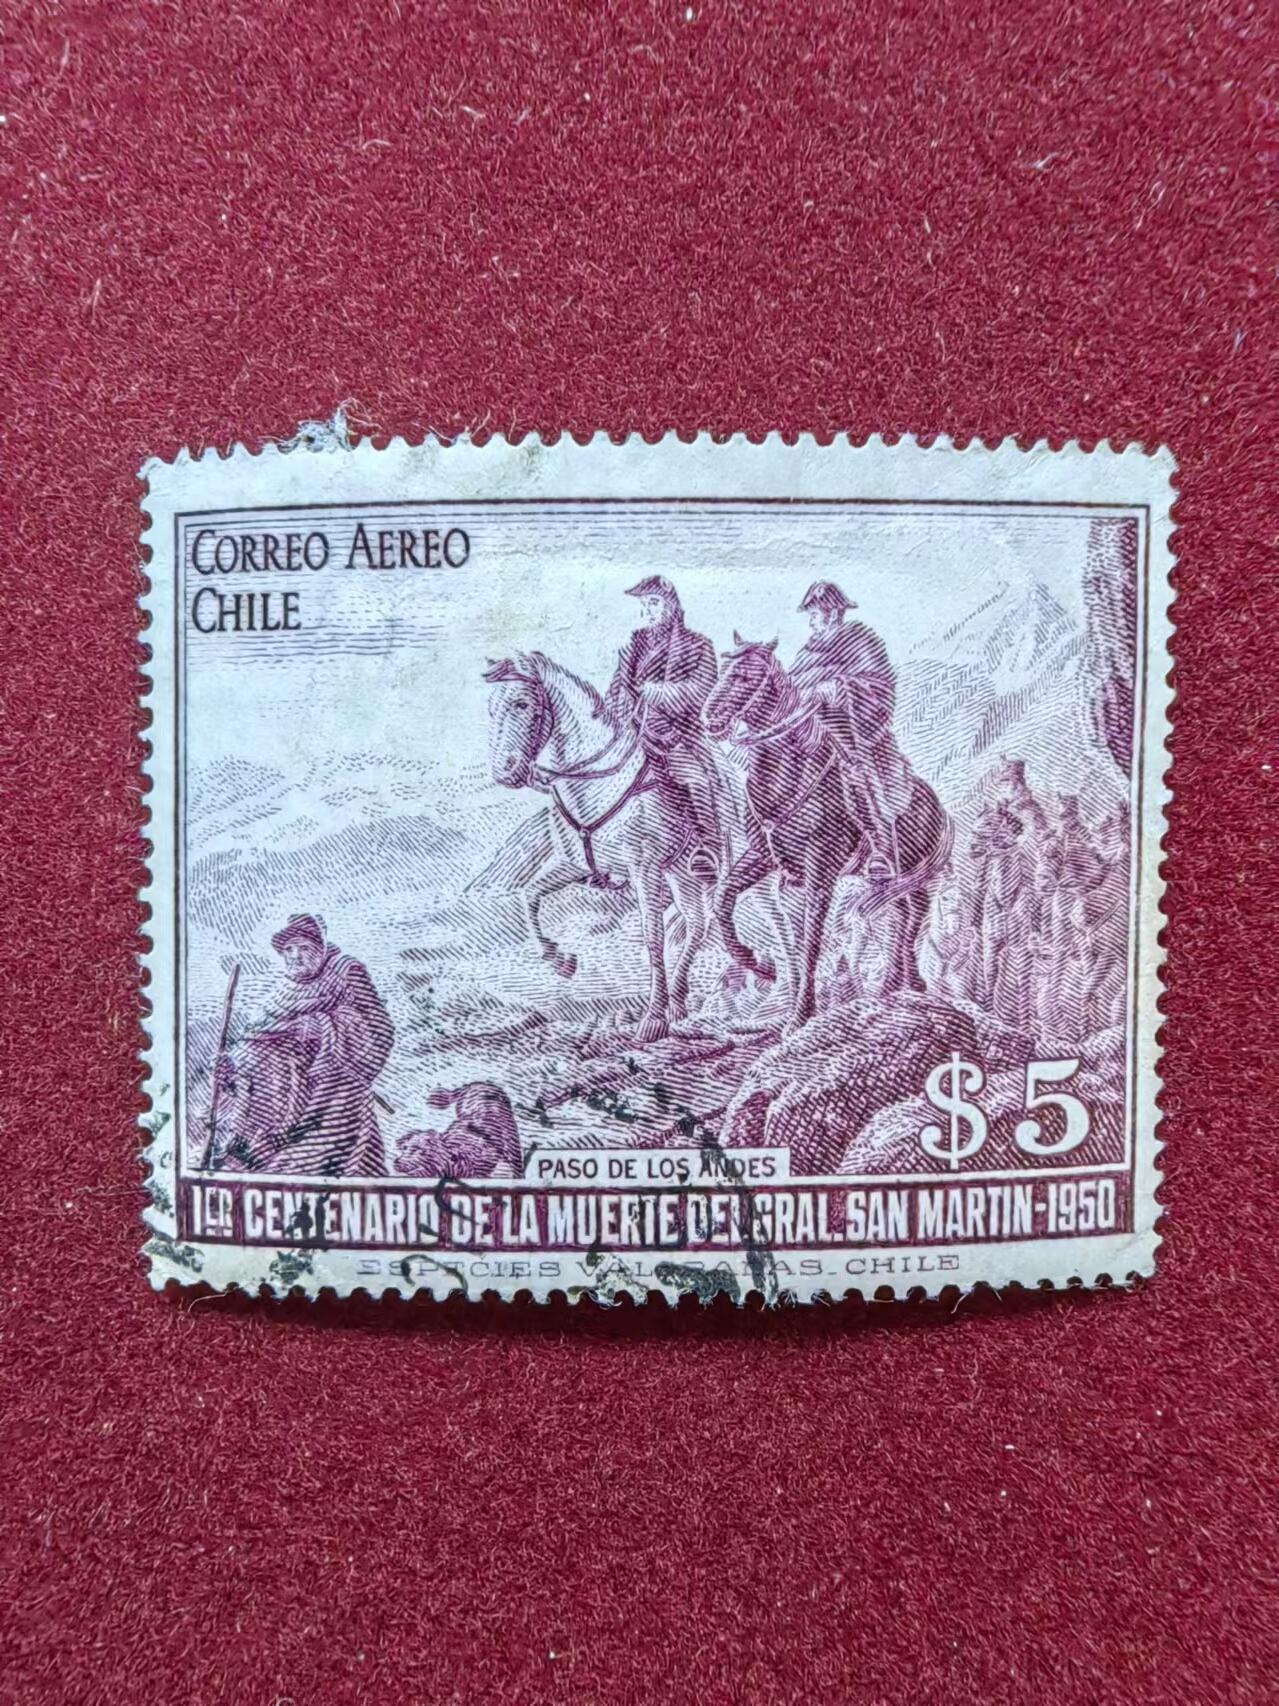 CORREO AEREO
CHILE
$5
PASO DE LOS ANDES
1ER CENTENARIO DE LA MUERTE DEL GRAL. SAN MARTIN-1950
ESPECIES VALORADAS - CHILE